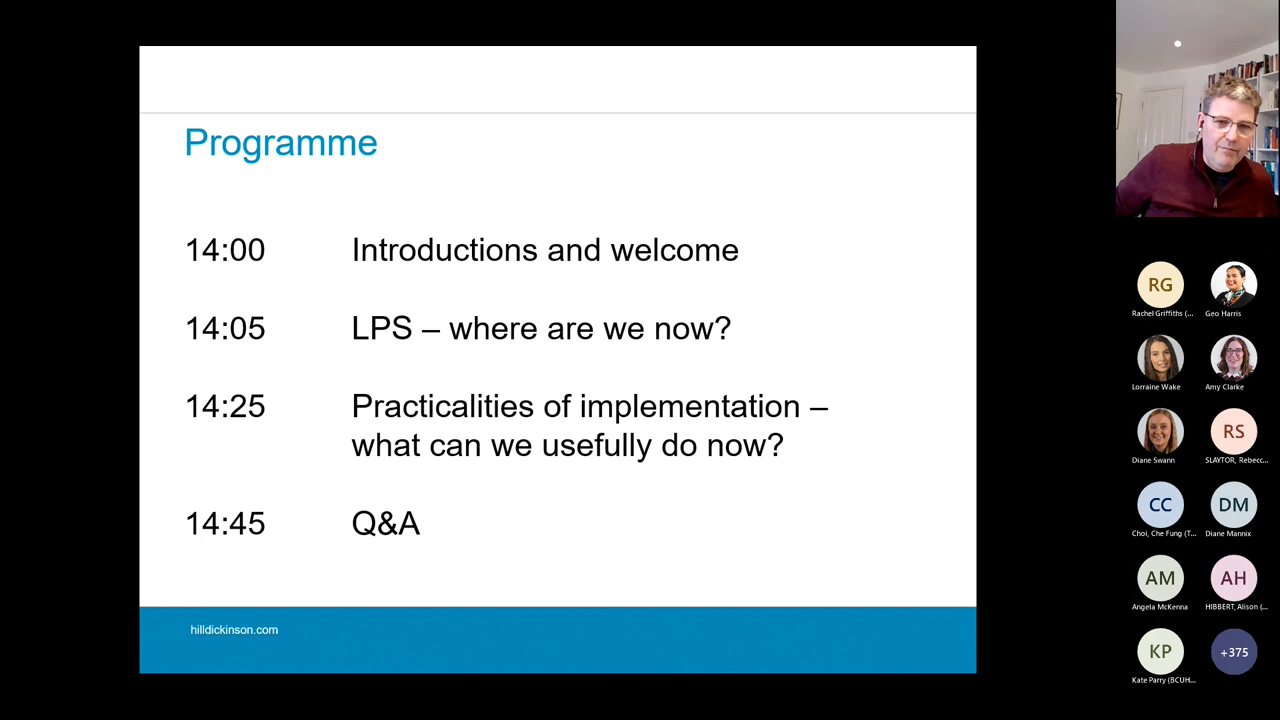 Programme
14:00 Introductions and welcome
14:05 LPS – where are we now?
14:25 Practicalities of implementation –
what can we usefully do now?
14:45 Q&A
hilldickinson.com
RG
Rachel Griffiths (...
Geo Harris
Lorraine Wake
Amy Clarke
Diane Swann
RS
SLAYTOR, Rebecc...
CC
Choi, Che Fung (T...
DM
Diane Mannix
AM
Angela McKenna
AH
HIBBERT, Alison (...
KP
Kate Parry (BCUH...
+375